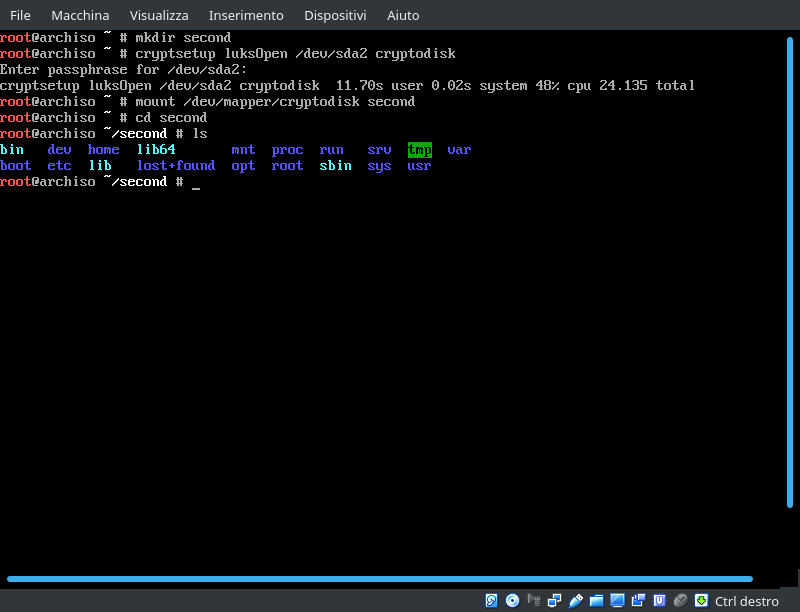 File Macchina Visualizza Inserimento Dispositivi Aiuto
root@archiso ~ # mkdir second
root@archiso ~ # cryptsetup luksOpen /dev/sda2 cryptodisk
Enter passphrase for /dev/sda2:
cryptsetup luksOpen /dev/sda2 cryptodisk  11.70s user 0.02s system 48% cpu 24.135 total
root@archiso ~ # mount /dev/mapper/cryptodisk second
root@archiso ~ # cd second
root@archiso ~/second # ls
bin   dev  home  lib64       mnt  proc  run   srv  tmp  var
boot  etc  lib   lost+found  opt  root  sbin  sys  usr
root@archiso ~/second # _
Ctrl destro